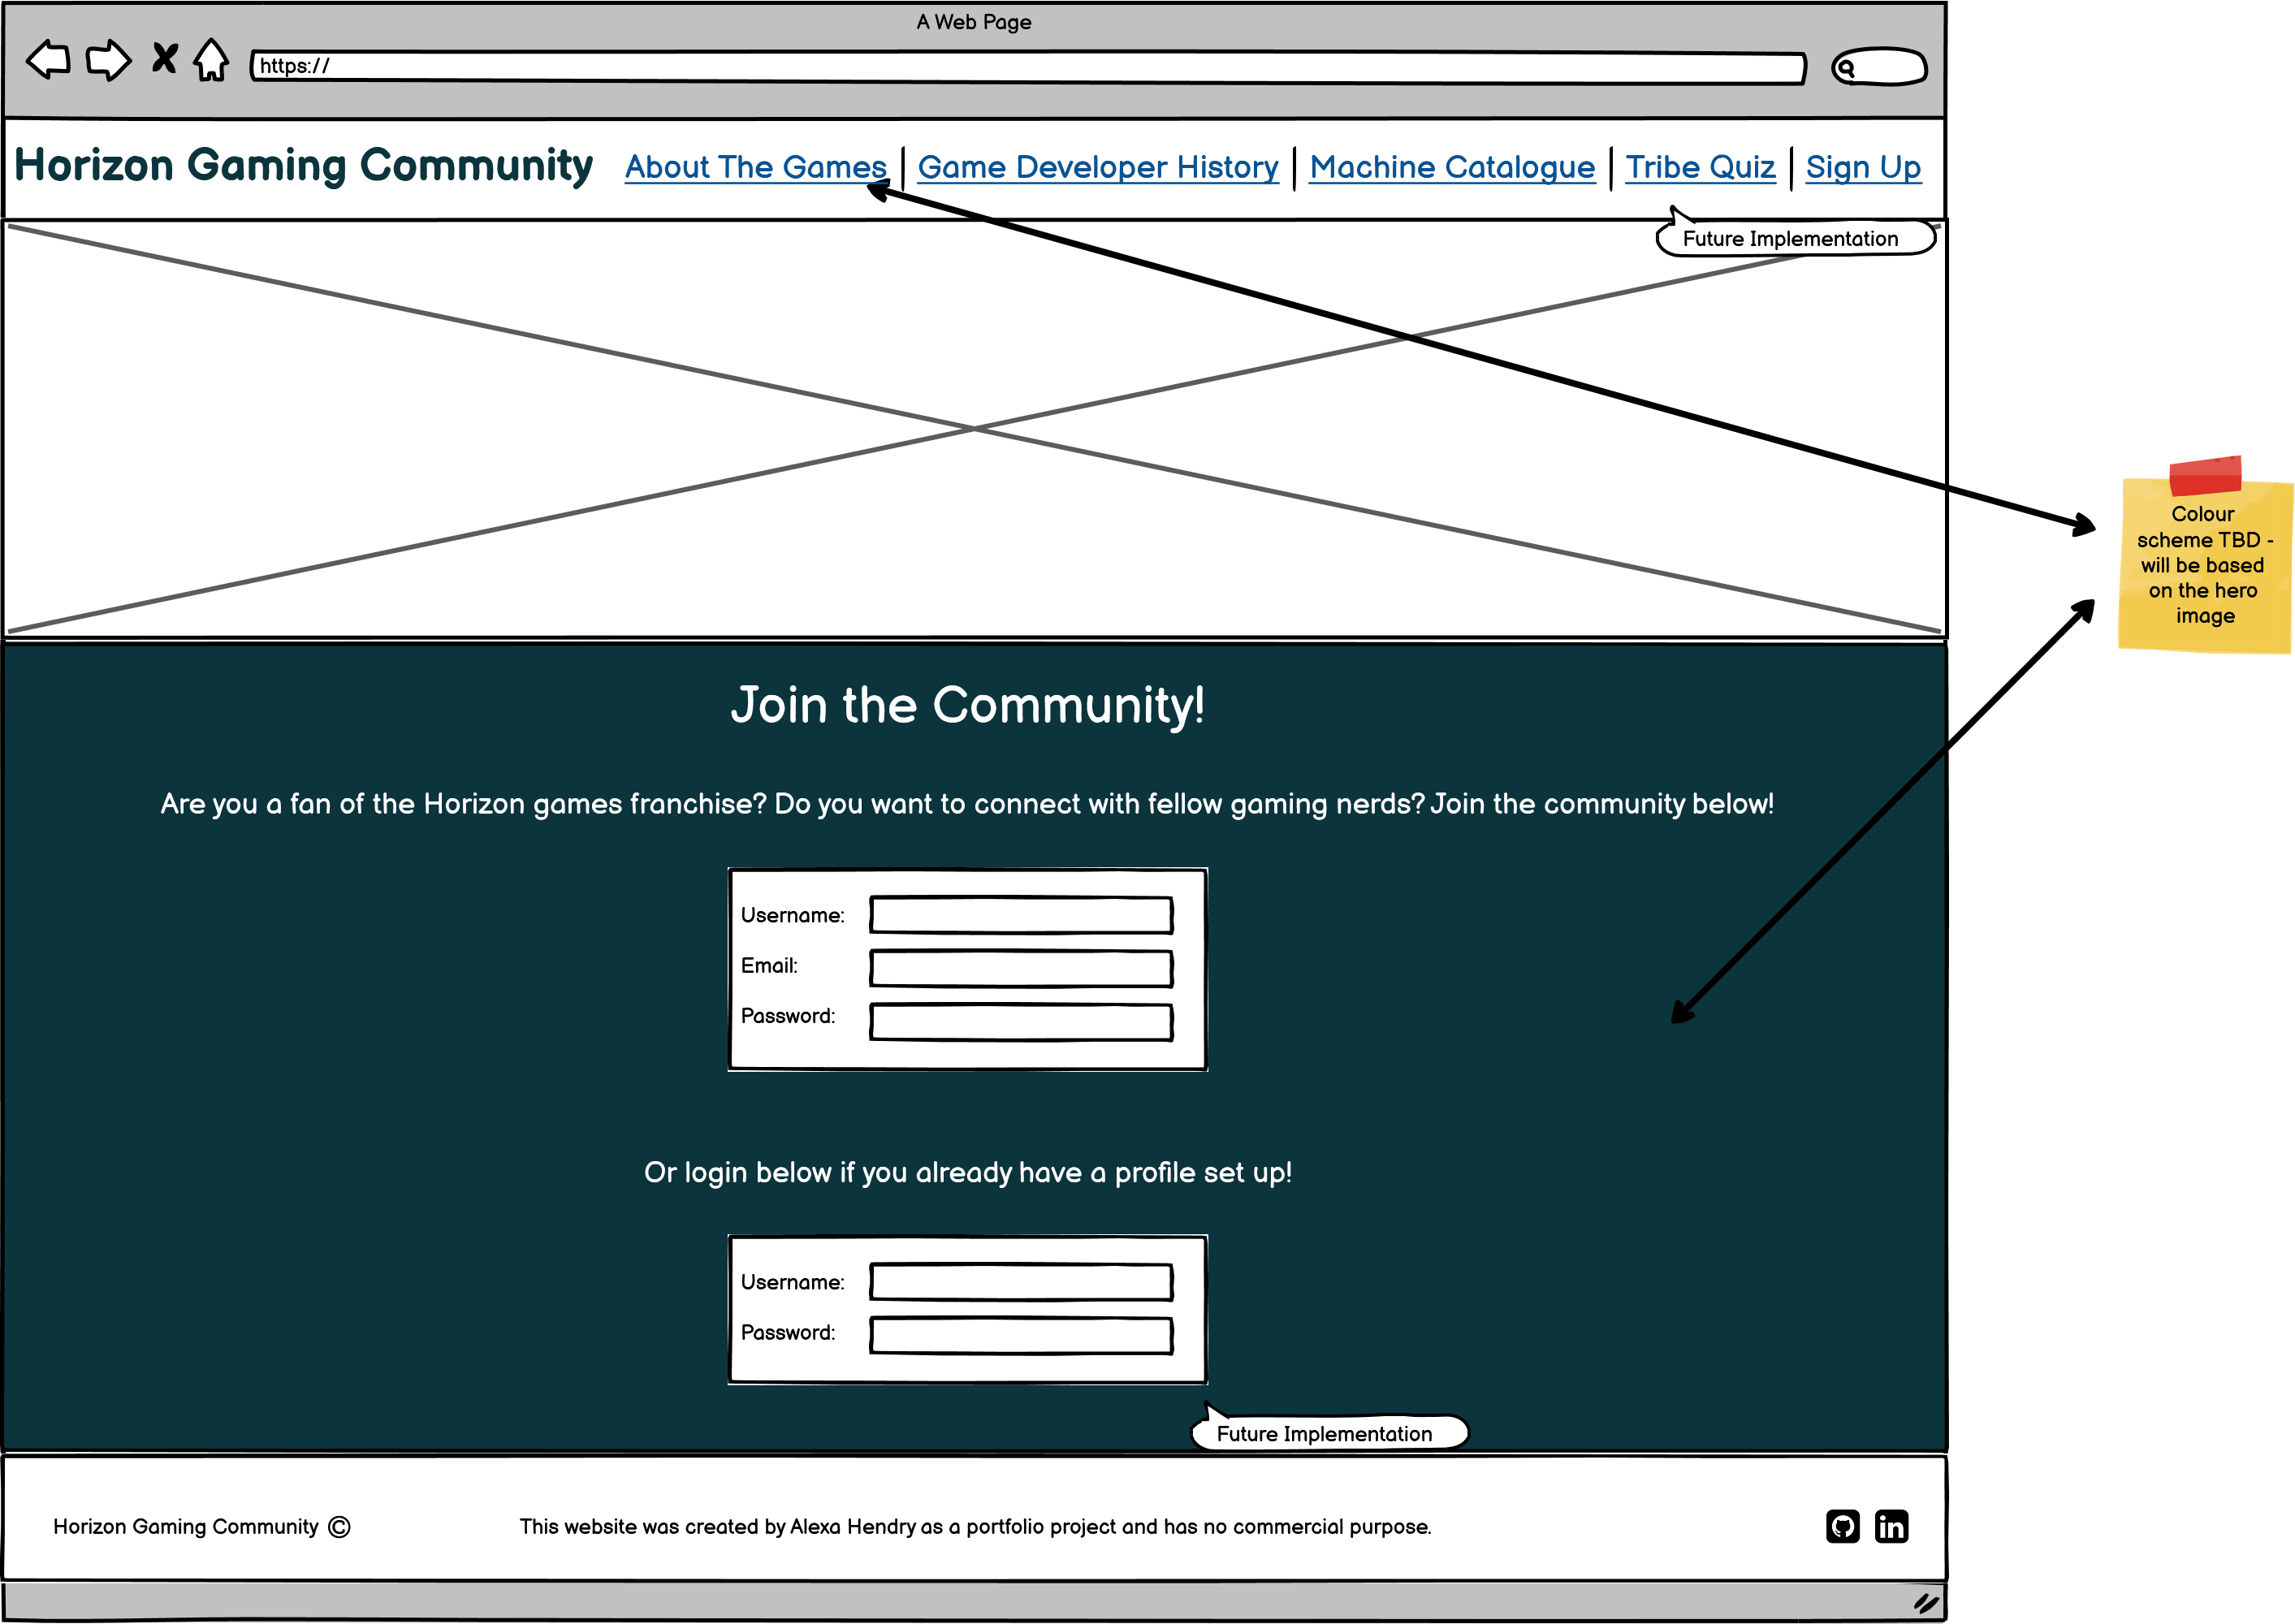 A Web Page
https://
Horizon Gaming Community
About The Games | Game Developer History | Machine Catalogue | Tribe Quiz | Sign Up
Future Implementation
Colour
scheme TBD -
will be based
on the hero
image
Join the Community!
Are you a fan of the Horizon games franchise? Do you want to connect with fellow gaming nerds? Join the community below!
Username:
Email:
Password:
Or login below if you already have a profile set up!
Username:
Password:
Future Implementation
Horizon Gaming Community ©
This website was created by Alexa Hendry as a portfolio project and has no commercial purpose.
in